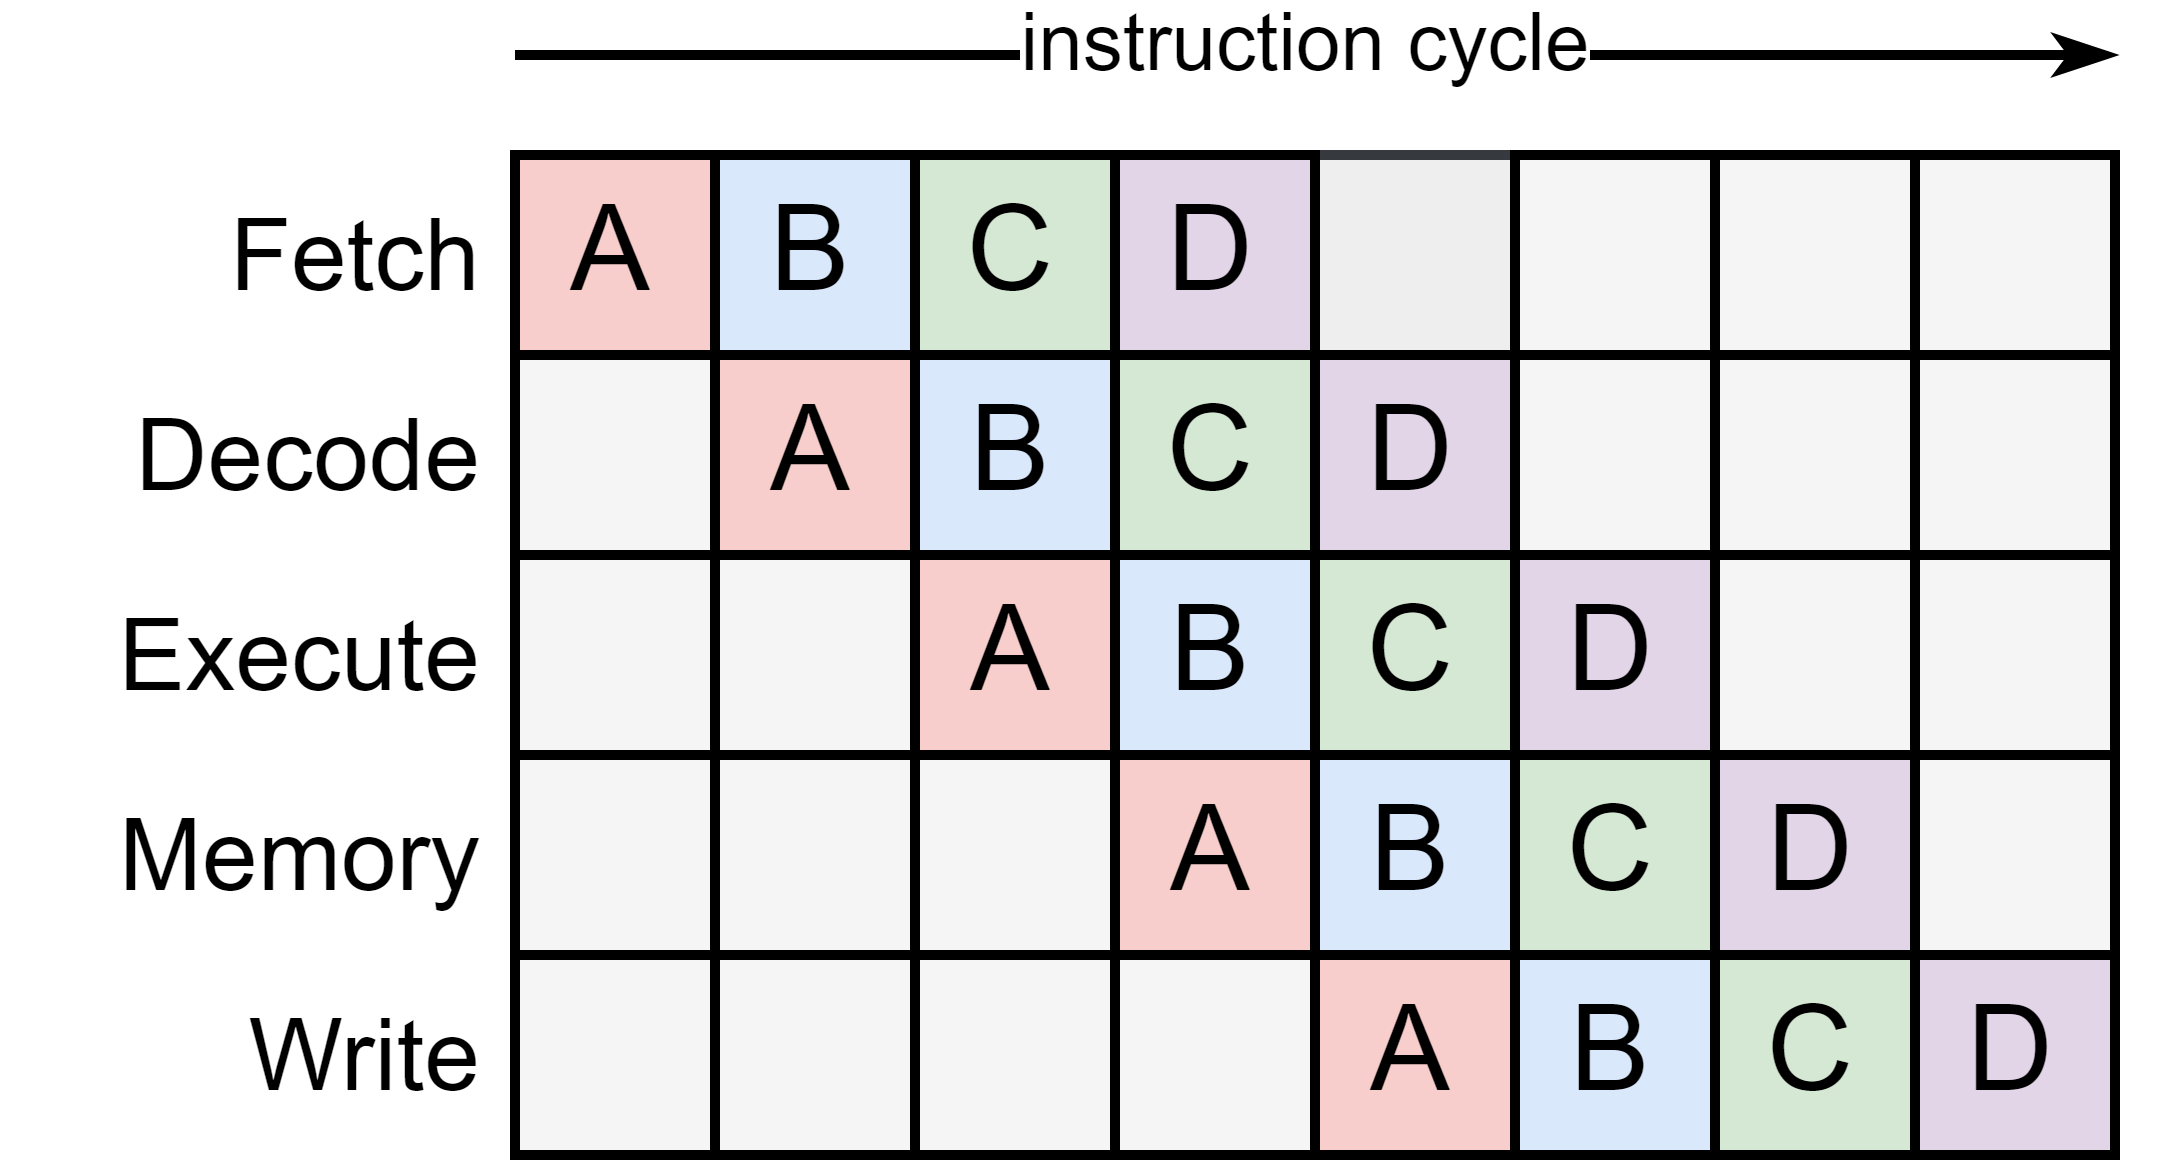 instruction cycle
Fetch A B C D
Decode A B C D
Execute A B C D
Memory A B C D
Write A B C D